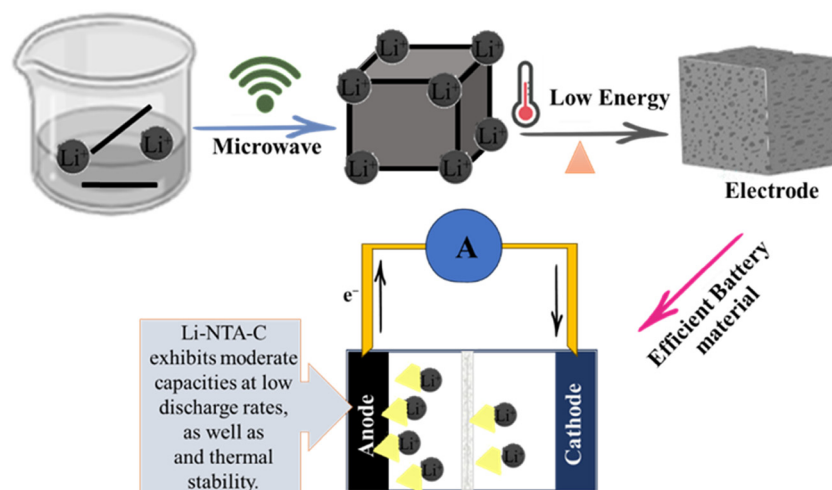 Li⁺
Li⁺
Microwave
Li⁺
Li⁺
Li⁺
Li⁺
Li⁺
Li⁺
Li⁺
Low Energy
Electrode
Efficient Battery
material
A
e⁻
Li-NTA-C
exhibits moderate
capacities at low
discharge rates,
as well as
and thermal
stability.
Anode
Li⁺
Li⁺
Li⁺
Li⁺
Li⁺
Li⁺
Cathode